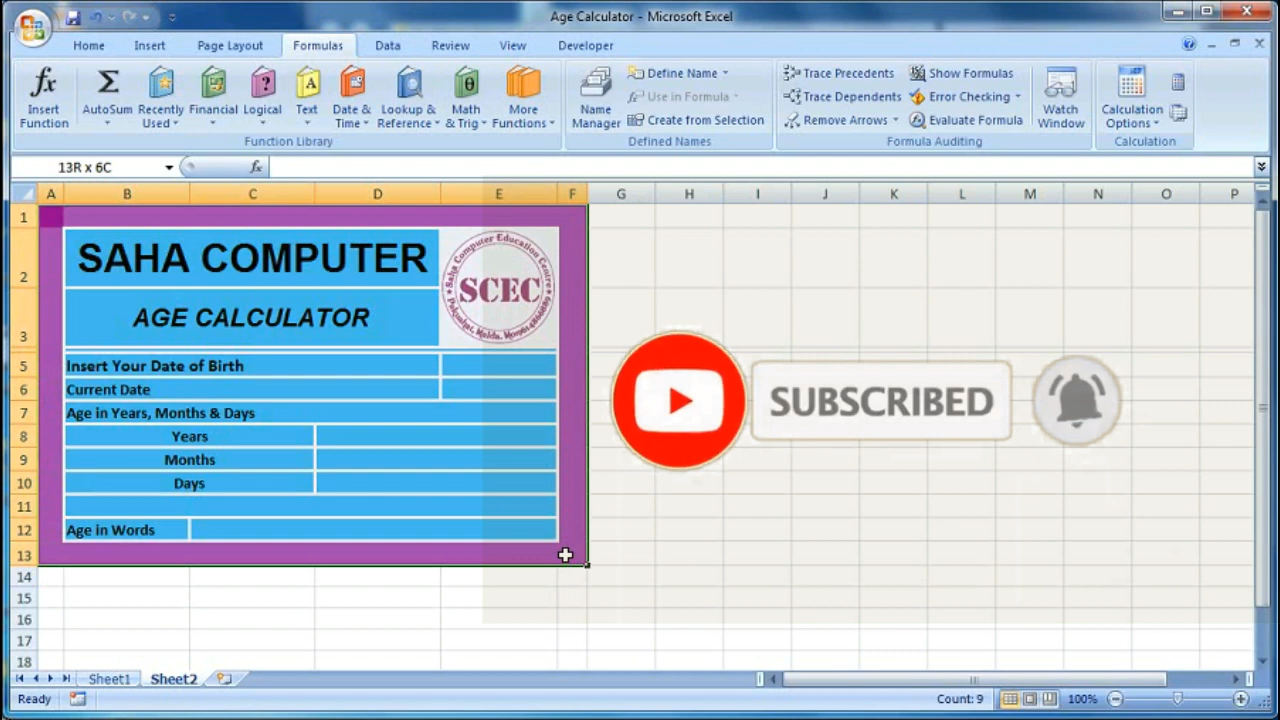 Age Calculator - Microsoft Excel
Home Insert Page Layout Formulas Data Review View Developer
Insert Function
AutoSum
Recently Used
Financial
Logical
Text
Date & Time
Lookup & Reference
Math & Trig
More Functions
Function Library
Name Manager
Define Name
Use in Formula
Create from Selection
Defined Names
Trace Precedents
Trace Dependents
Remove Arrows
Show Formulas
Error Checking
Evaluate Formula
Formula Auditing
Watch Window
Calculation Options
Calculation
13R x 6C
fx
A B C D E F G H I J K L M N O P
1
2 SAHA COMPUTER
Saha Computer Education Centre
SCEC
3 AGE CALCULATOR
5 Insert Your Date of Birth
6 Current Date
7 Age in Years, Months & Days
8 Years
9 Months
10 Days
11
12 Age in Words
13
14
15
16
17
18
SUBSCRIBED
Sheet1 Sheet2
Ready
Count: 9
100%